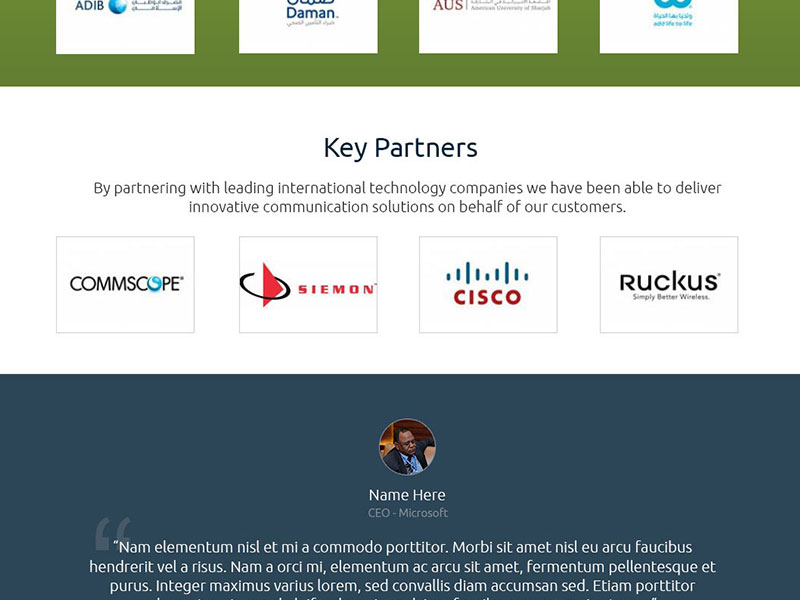 ADIB
Daman
AUS American University of Sharjah
add life to life
Key Partners
By partnering with leading international technology companies we have been able to deliver
innovative communication solutions on behalf of our customers.
COMMSCOPE®
SIEMON
CISCO
RUCKUS®
Simply Better Wireless.
Name Here
CEO - Microsoft
“Nam elementum nisl et mi a commodo porttitor. Morbi sit amet nisl eu arcu faucibus
hendrerit vel a risus. Nam a orci mi, elementum ac arcu sit amet, fermentum pellentesque et
purus. Integer maximus varius lorem, sed convallis diam accumsan sed. Etiam porttitor